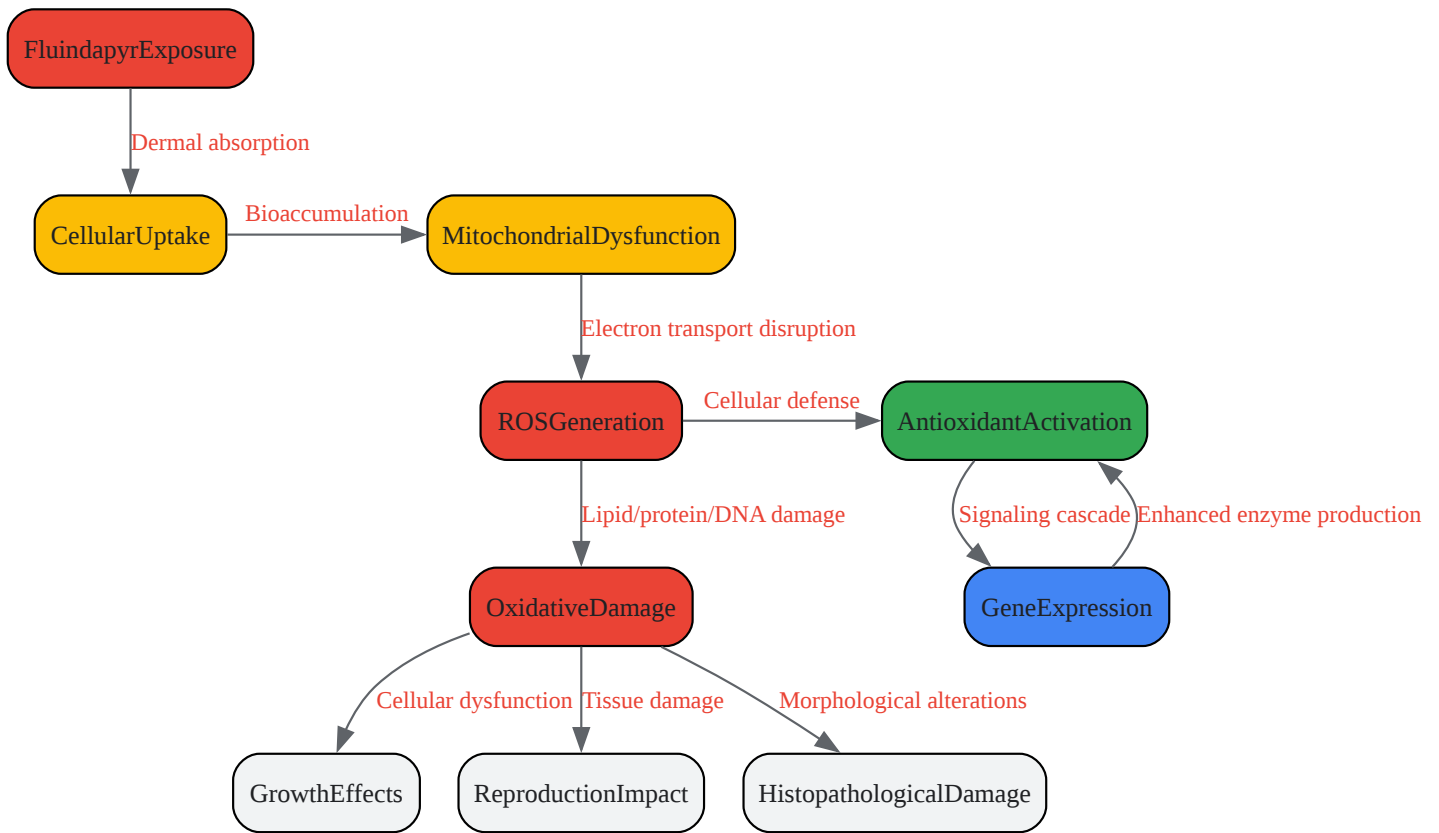 FluindapyrExposure
Dermal absorption
CellularUptake
Bioaccumulation
MitochondrialDysfunction
Electron transport disruption
ROSGeneration
Cellular defense
AntioxidantActivation
Lipid/protein/DNA damage
Signaling cascade
Enhanced enzyme production
OxidativeDamage
GeneExpression
Cellular dysfunction
Tissue damage
Morphological alterations
GrowthEffects
ReproductionImpact
HistopathologicalDamage